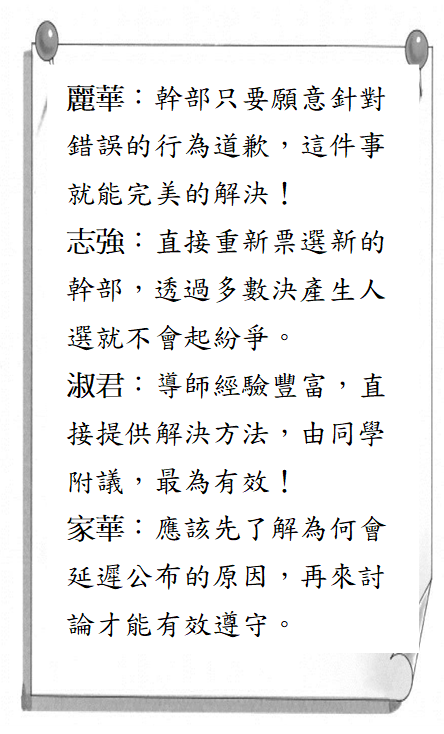 麗華：幹部只要願意針對
錯誤的行為道歉，這件事
就能完美的解決！
志強：直接重新票選新的
幹部，透過多數決產生人
選就不會起紛爭。
淑君：導師經驗豐富，直
接提供解決方法，由同學
附議，最為有效！
家華：應該先了解為何會
延遲公布的原因，再來討
論才能有效遵守。